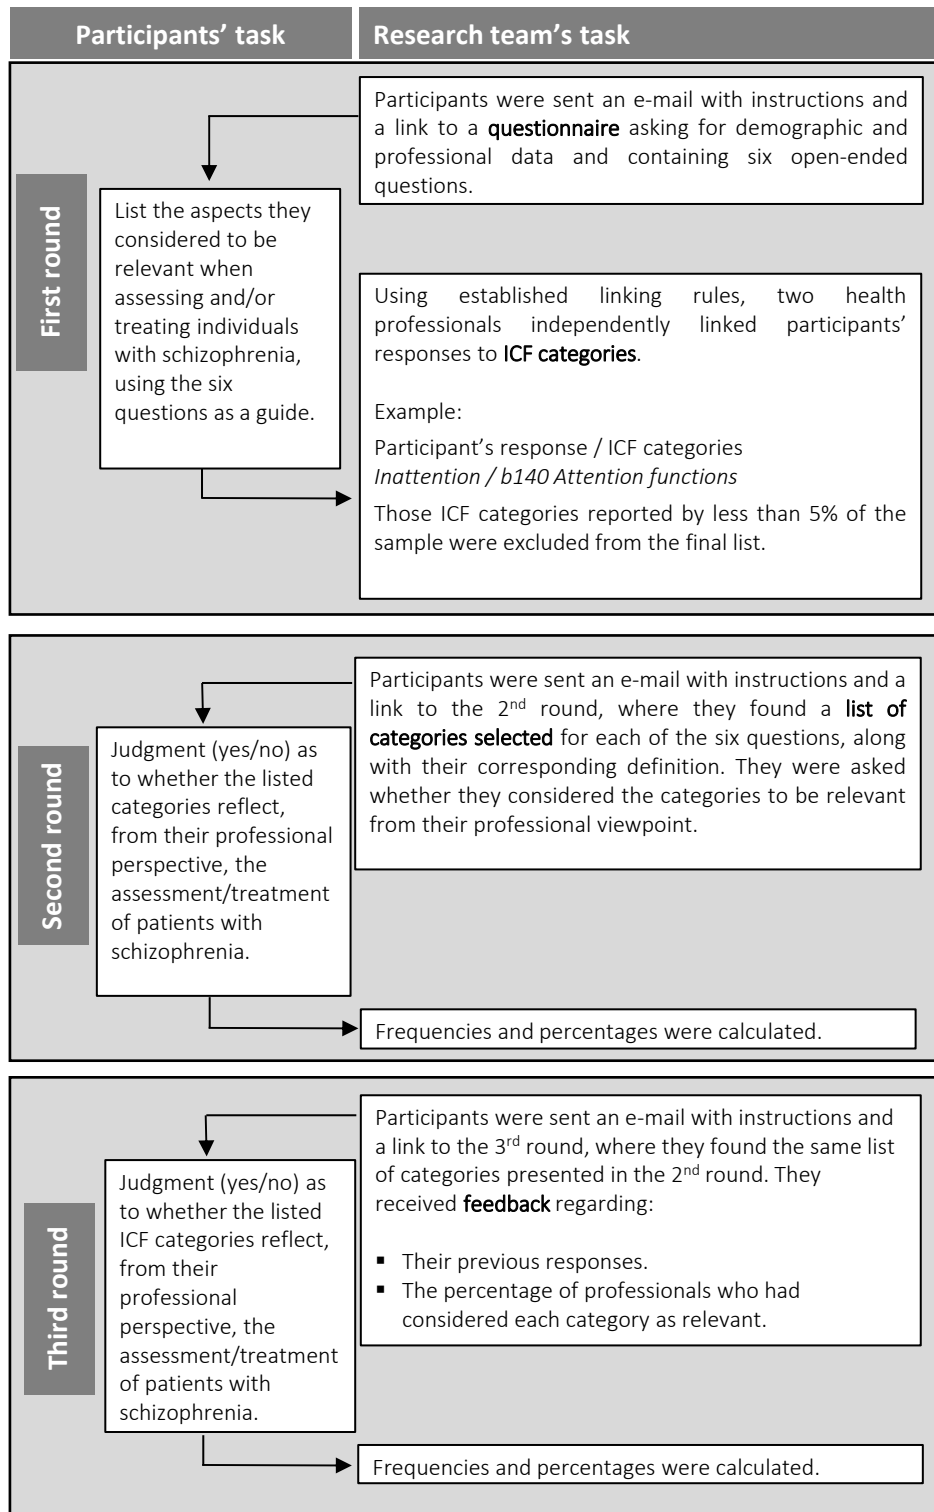 Participants’ task
Research team’s task
First round
Participants were sent an e-mail with instructions and
a link to a questionnaire asking for demographic and
professional data and containing six open-ended
questions.
List the aspects they
considered to be
relevant when
assessing and/or
treating individuals
with schizophrenia,
using the six
questions as a guide.
Using established linking rules, two health
professionals independently linked participants’
responses to ICF categories.
Example:
Participant’s response / ICF categories
Inattention / b140 Attention functions
Those ICF categories reported by less than 5% of the
sample were excluded from the final list.
Second round
Participants were sent an e-mail with instructions and a
link to the 2nd round, where they found a list of
categories selected for each of the six questions, along
with their corresponding definition. They were asked
whether they considered the categories to be relevant
from their professional viewpoint.
Judgment (yes/no) as
to whether the listed
categories reflect,
from their professional
perspective, the
assessment/treatment
of patients with
schizophrenia.
Frequencies and percentages were calculated.
Third round
Participants were sent an e-mail with instructions and
a link to the 3rd round, where they found the same list
of categories presented in the 2nd round. They
received feedback regarding:
▪ Their previous responses.
▪ The percentage of professionals who had
considered each category as relevant.
Judgment (yes/no) as
to whether the listed
ICF categories reflect,
from their
professional
perspective, the
assessment/treatment
of patients with
schizophrenia.
Frequencies and percentages were calculated.